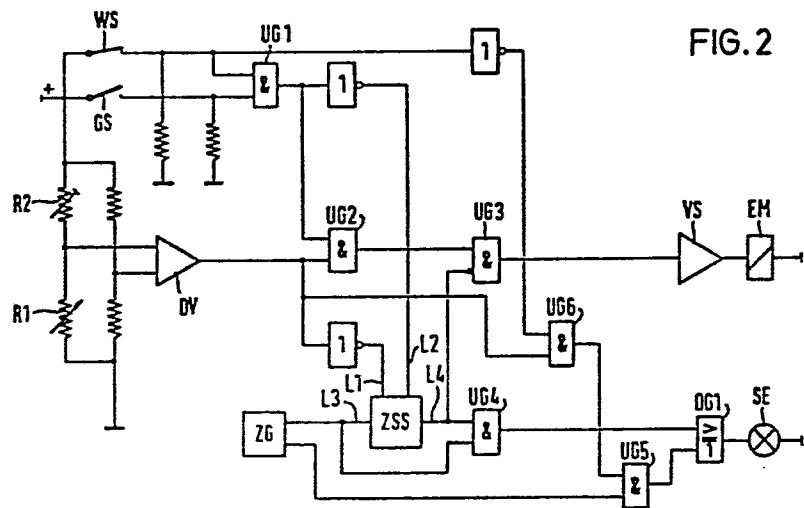 FIG. 2
WS
UG1
1
+
&
1
GS
R2
UG2
UG3
VS
EM
&
&
R1
DV
UG6
1
L2
&
L1
L4
L3
UG4
OG1
SE
ZG
ZSS
&
UG5
≥
1
&